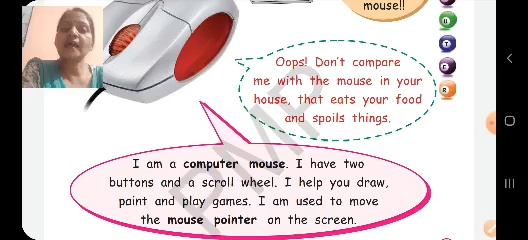 mouse!!
Oops! Don't compare
me with the mouse in your
house, that eats your food
and spoils things.
I am a computer mouse. I have two
buttons and a scroll wheel. I help you draw,
paint and play games. I am used to move
the mouse pointer on the screen.
PMP
H
T
E
R